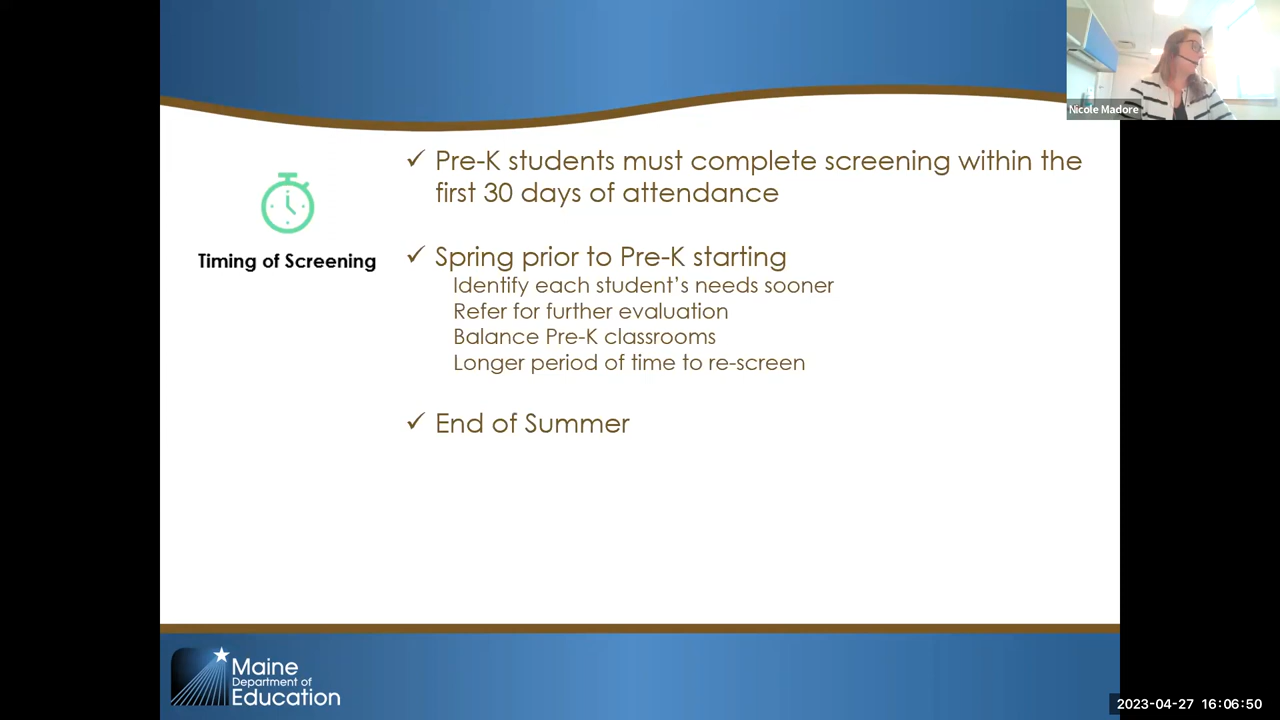 Nicole Madore
✓ Pre-K students must complete screening within the
first 30 days of attendance
Timing of Screening
✓ Spring prior to Pre-K starting
Identify each student’s needs sooner
Refer for further evaluation
Balance Pre-K classrooms
Longer period of time to re-screen
✓ End of Summer
Maine
Department of
Education
2023-04-27 16:06:50